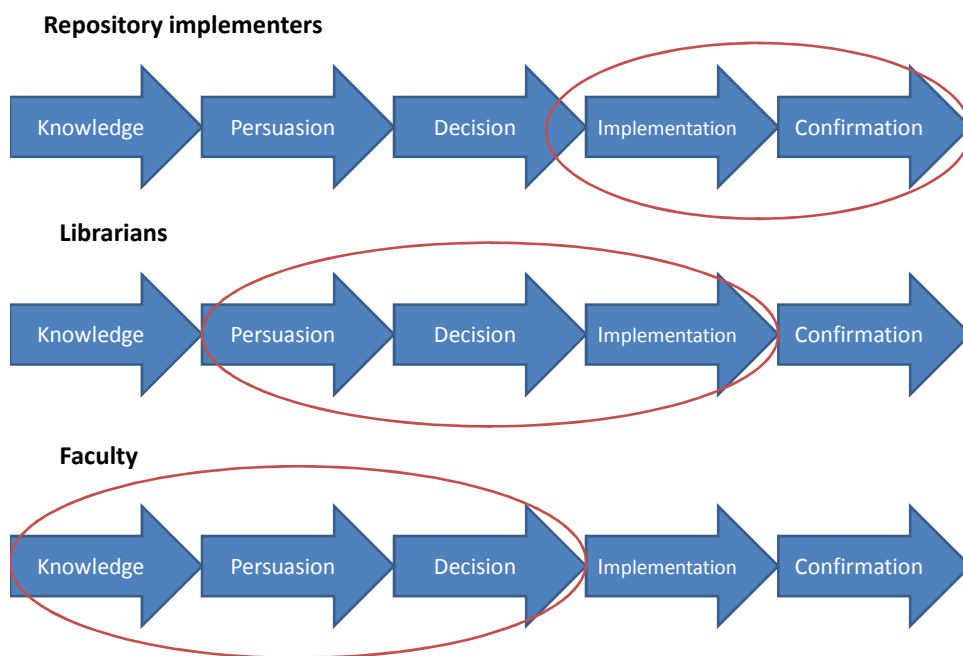 Repository implementers
Knowledge Persuasion Decision Implementation Confirmation
Librarians
Knowledge Persuasion Decision Implementation Confirmation
Faculty
Knowledge Persuasion Decision Implementation Confirmation